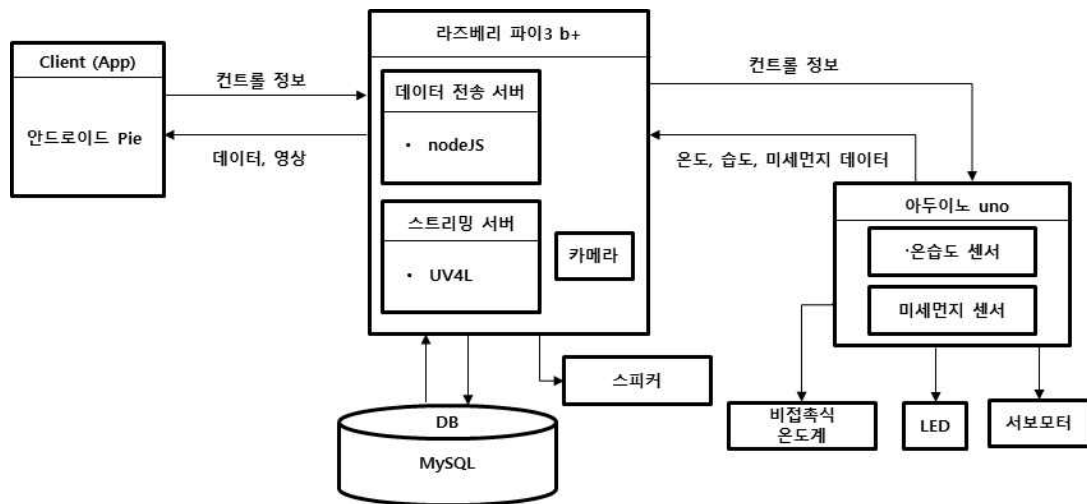 라즈베리 파이3 b+
Client (App)
안드로이드 Pie
컨트롤 정보
데이터, 영상
데이터 전송 서버
• nodeJS
스트리밍 서버
• UV4L
카메라
컨트롤 정보
온도, 습도, 미세먼지 데이터
아두이노 uno
·온습도 센서
미세먼지 센서
스피커
DB
MySQL
비접촉식
온도계
LED
서보모터